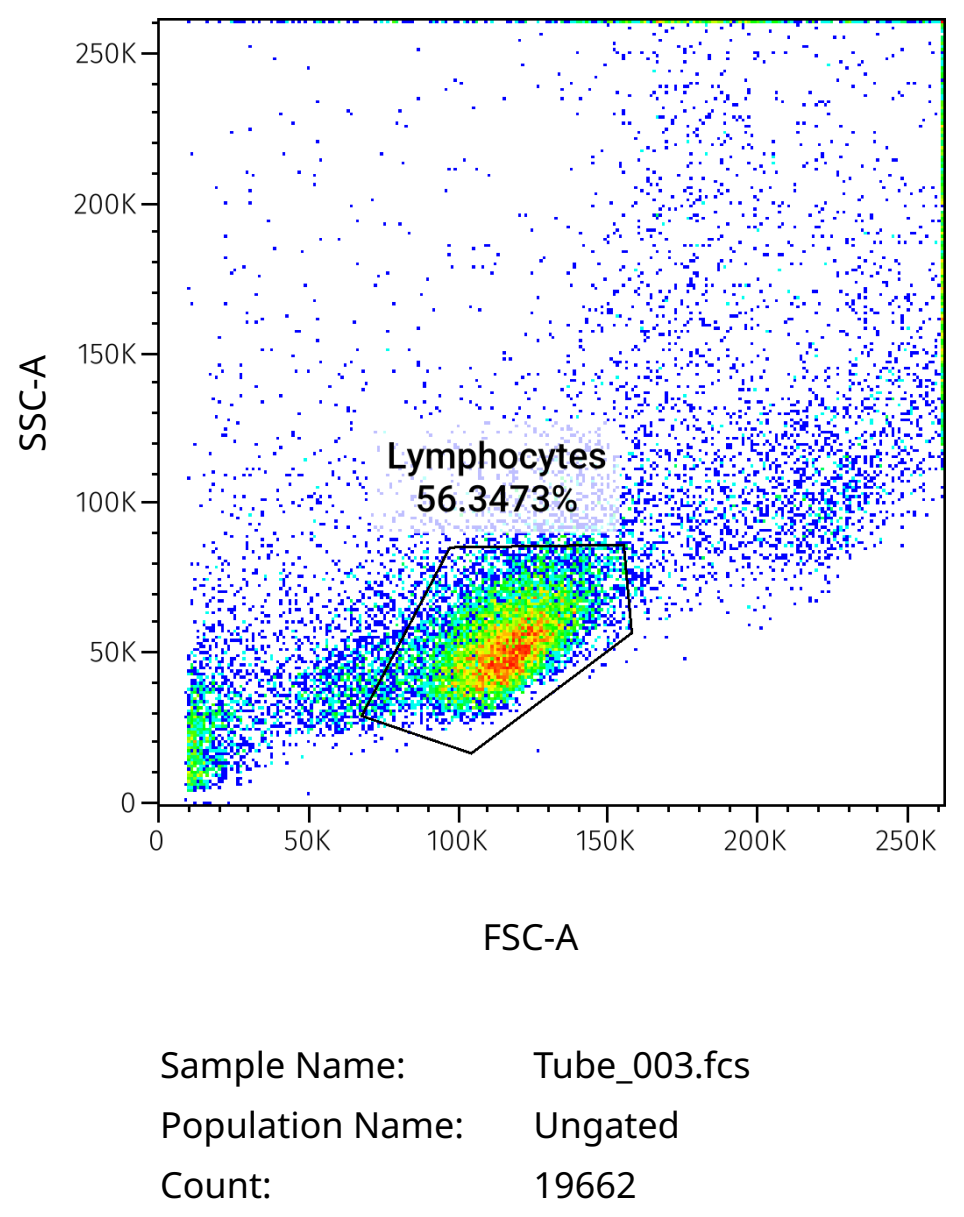 250K
200K
150K
100K
50K
0
SSC-A
Lymphocytes
56.3473%
0 50K 100K 150K 200K 250K
FSC-A
Sample Name: Tube_003.fcs
Population Name: Ungated
Count: 19662